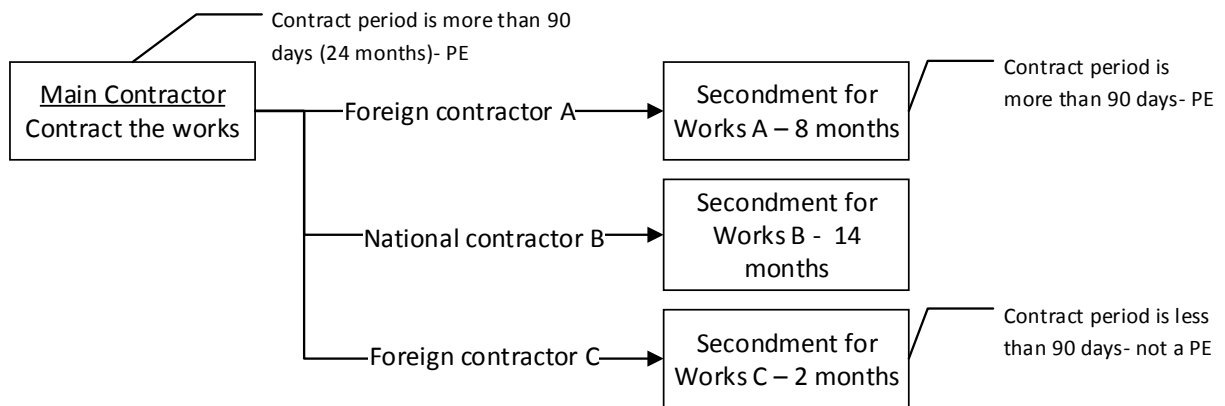 Contract period is more than 90
days (24 months)- PE
Main Contractor
Contract the works
Foreign contractor A
Secondment for
Works A – 8 months
Contract period is
more than 90 days- PE
National contractor B
Secondment for
Works B - 14
months
Foreign contractor C
Secondment for
Works C – 2 months
Contract period is less
than 90 days- not a PE